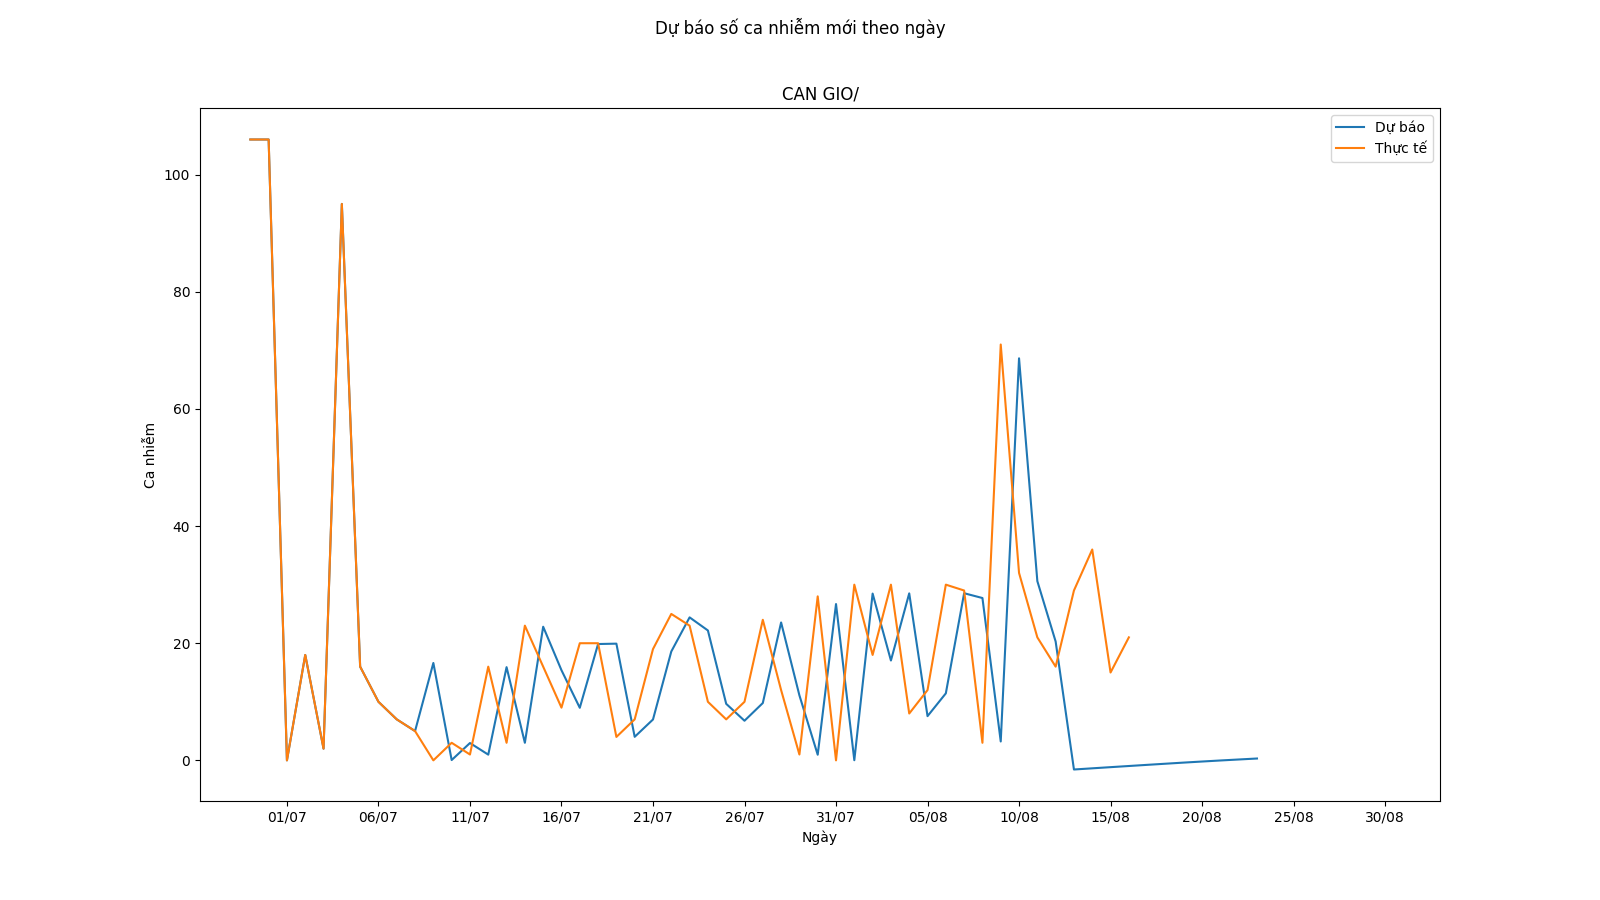 Dự báo số ca nhiễm mới theo ngày
CAN GIO/
Dự báo
Thực tế
100
80
60
40
20
0
Ca nhiễm
01/07 06/07 11/07 16/07 21/07 26/07 31/07 05/08 10/08 15/08 20/08 25/08 30/08
Ngày